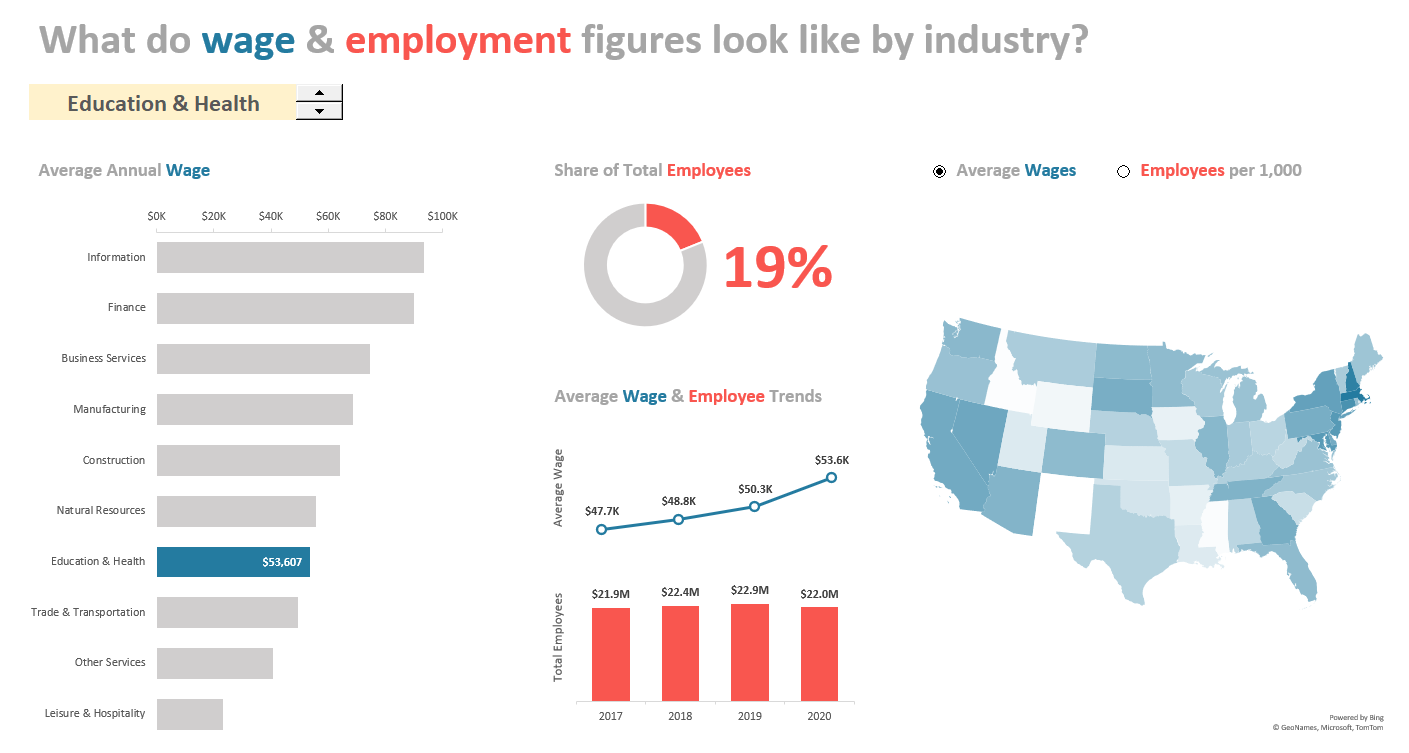 What do wage & employment figures look like by industry?
Education & Health
Average Annual Wage
$0K $20K $40K $60K $80K $100K
Information
Finance
Business Services
Manufacturing
Construction
Natural Resources
Education & Health $53,607
Trade & Transportation
Other Services
Leisure & Hospitality
Share of Total Employees
19%
Average Wage & Employee Trends
Average Wage
$47.7K $48.8K $50.3K $53.6K
Total Employees
$21.9M $22.4M $22.9M $22.0M
2017 2018 2019 2020
Average Wages Employees per 1,000
Powered by Bing
© GeoNames, Microsoft, TomTom